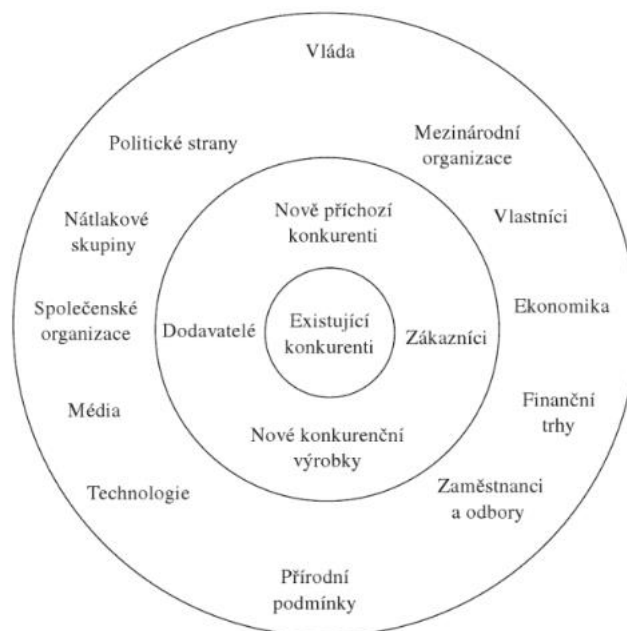 Vláda
Politické strany
Mezinárodní
organizace
Nátlakové
skupiny
Nově příchozí
konkurenti
Vlastníci
Společenské
organizace
Dodavatelé
Existující
konkurenti
Zákazníci
Ekonomika
Média
Nové konkurenční
výrobky
Finanční
trhy
Technologie
Zaměstnanci
a odbory
Přírodní
podmínky